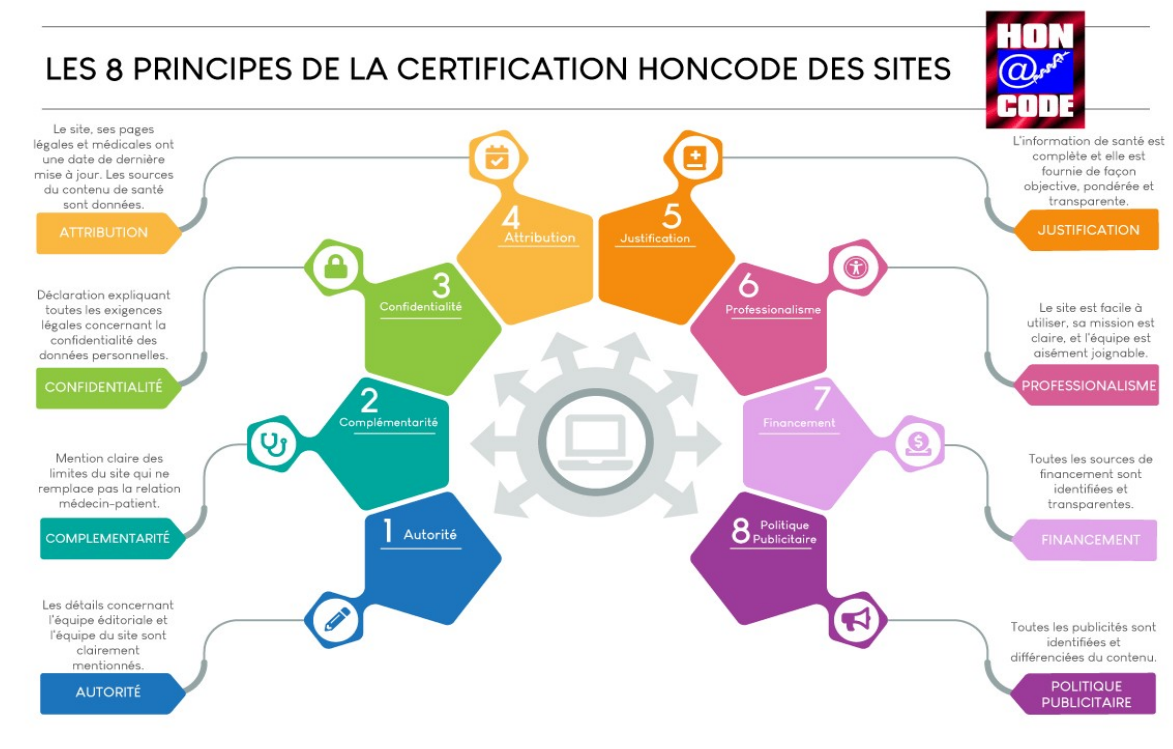 LES 8 PRINCIPES DE LA CERTIFICATION HONCODE DES SITES
HON
@
CODE
Le site, ses pages
légales et médicales ont
une date de dernière
mise à jour. Les sources
du contenu de santé
sont données.
ATTRIBUTION
Déclaration expliquant
toutes les exigences
légales concernant la
confidentialité des
données personnelles.
CONFIDENTIALITÉ
Mention claire des
limites du site qui ne
remplace pas la relation
médecin-patient.
COMPLEMENTARITÉ
Les détails concernant
l'équipe éditoriale et
l'équipe du site sont
clairement
mentionnés.
AUTORITÉ
1 Autorité
2
Complémentarité
3
Confidentialité
4
Attribution
5
Justification
6
Professionalisme
7
Financement
8 Politique
Publicitaire
$
L'information de santé est
complète et elle est
fournie de façon
objective, pondérée et
transparente.
JUSTIFICATION
Le site est facile à
utiliser, sa mission est
claire, et l'équipe est
aisément joignable.
PROFESSIONALISME
Toutes les sources de
financement sont
identifiées et
transparentes.
FINANCEMENT
Toutes les publicités sont
identifiées et
différenciées du contenu.
POLITIQUE
PUBLICITAIRE